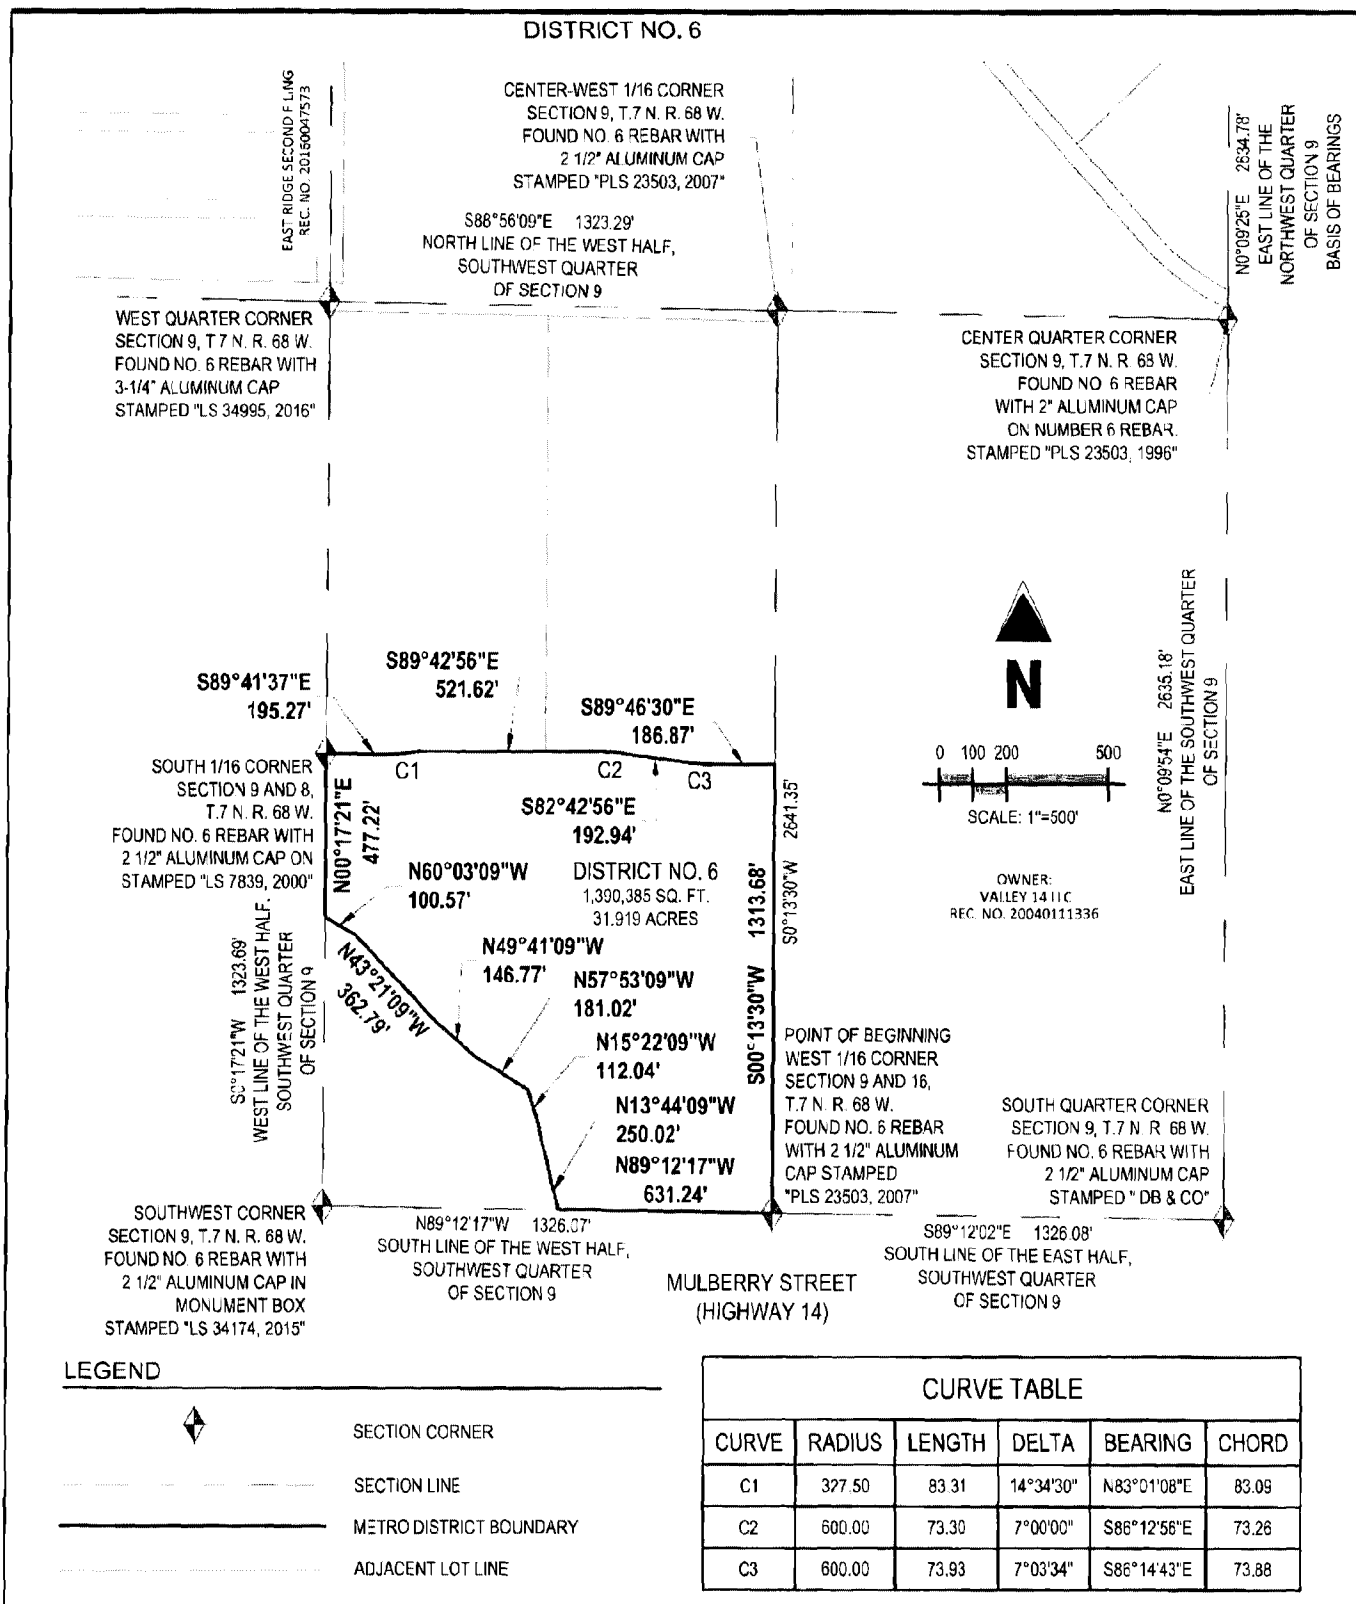 DISTRICT NO. 6
EAST RIDGE SECOND FILING
REC. NO. 20160047573
CENTER-WEST 1/16 CORNER
SECTION 9, T.7 N. R. 68 W.
FOUND NO. 6 REBAR WITH
2 1/2" ALUMINUM CAP
STAMPED "PLS 23503, 2007"
S88°56'09"E 1323.29'
NORTH LINE OF THE WEST HALF,
SOUTHWEST QUARTER
OF SECTION 9
N0°09'25"E 2634.78'
EAST LINE OF THE
NORTHWEST QUARTER
OF SECTION 9
BASIS OF BEARINGS
WEST QUARTER CORNER
SECTION 9, T.7 N. R. 68 W.
FOUND NO. 6 REBAR WITH
3-1/4" ALUMINUM CAP
STAMPED "LS 34995, 2016"
CENTER QUARTER CORNER
SECTION 9, T.7 N. R. 68 W.
FOUND NO. 6 REBAR
WITH 2" ALUMINUM CAP
ON NUMBER 6 REBAR.
STAMPED "PLS 23503, 1996"
S89°41'37"E
195.27'
S89°42'56"E
521.62'
S89°46'30"E
186.87'
N
0 100 200 500
SCALE: 1"=500'
N0°09'54"E 2635.18'
EAST LINE OF THE SOUTHWEST QUARTER
OF SECTION 9
C1
C2
C3
S82°42'56"E
192.94'
SOUTH 1/16 CORNER
SECTION 9 AND 8,
T.7 N. R. 68 W.
FOUND NO. 6 REBAR WITH
2 1/2" ALUMINUM CAP ON
STAMPED "LS 7839, 2000"
N00°17'21"E
477.22'
N60°03'09"W
100.57'
DISTRICT NO. 6
1,390,385 SQ. FT.
31.919 ACRES
S00°13'30"W 1313.68'
S0°13'30"W 2641.35'
OWNER:
VALLEY 14 LLC
REC. NO. 20040111336
S0°17'21"W 1323.69'
WEST LINE OF THE WEST HALF,
SOUTHWEST QUARTER
OF SECTION 9
N43°21'09"W
362.79'
N49°41'09"W
146.77'
N57°53'09"W
181.02'
N15°22'09"W
112.04'
N13°44'09"W
250.02'
N89°12'17"W
631.24'
POINT OF BEGINNING
WEST 1/16 CORNER
SECTION 9 AND 16,
T.7 N. R. 68 W.
FOUND NO. 6 REBAR
WITH 2 1/2" ALUMINUM
CAP STAMPED
"PLS 23503, 2007"
SOUTH QUARTER CORNER
SECTION 9, T.7 N. R. 68 W.
FOUND NO. 6 REBAR WITH
2 1/2" ALUMINUM CAP
STAMPED " DB & CO"
SOUTHWEST CORNER
SECTION 9, T.7 N. R. 68 W.
FOUND NO. 6 REBAR WITH
2 1/2" ALUMINUM CAP IN
MONUMENT BOX
STAMPED "LS 34174, 2015"
N89°12'17"W 1326.07'
SOUTH LINE OF THE WEST HALF,
SOUTHWEST QUARTER
OF SECTION 9
MULBERRY STREET
(HIGHWAY 14)
S89°12'02"E 1326.08'
SOUTH LINE OF THE EAST HALF,
SOUTHWEST QUARTER
OF SECTION 9
LEGEND
SECTION CORNER
SECTION LINE
METRO DISTRICT BOUNDARY
ADJACENT LOT LINE
CURVE TABLE
CURVE RADIUS LENGTH DELTA BEARING CHORD
C1 327.50 83.31 14°34'30" N83°01'08"E 83.09
C2 600.00 73.30 7°00'00" S86°12'56"E 73.26
C3 600.00 73.93 7°03'34" S86°14'43"E 73.88